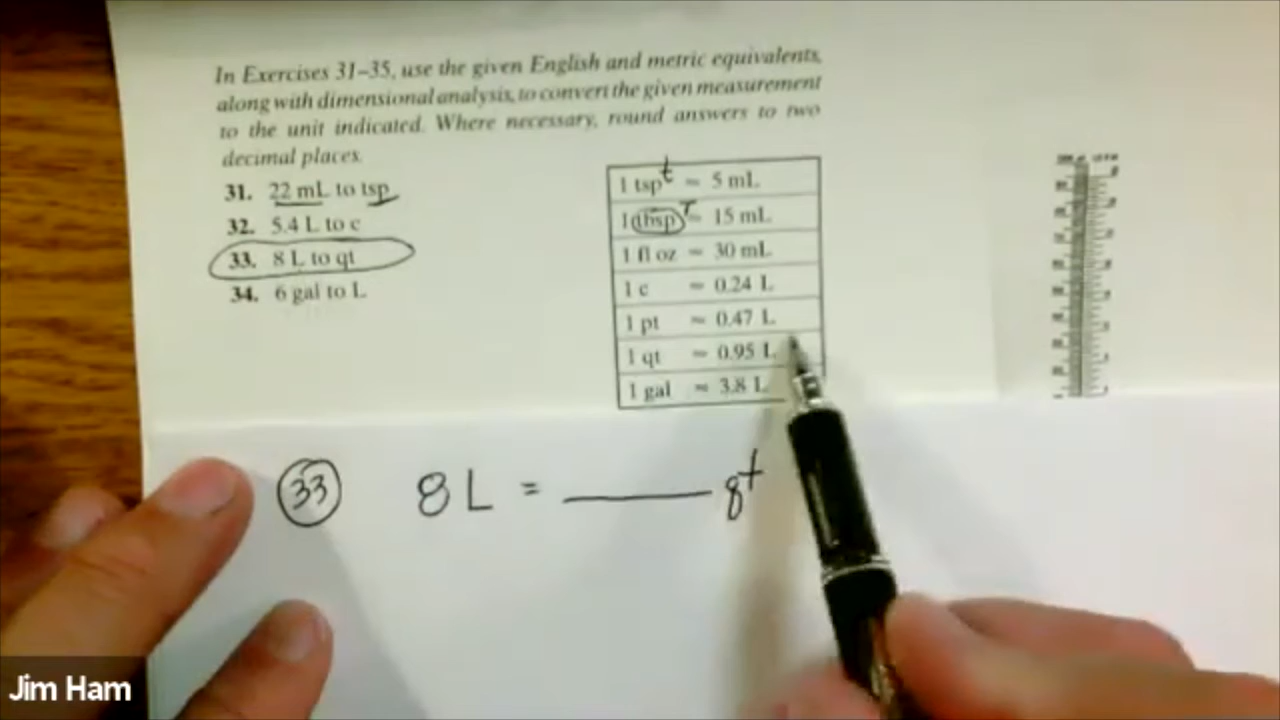 In Exercises 31–35, use the given English and metric equivalents,
along with dimensional analysis, to convert the given measurement
to the unit indicated. Where necessary, round answers to two
decimal places.
31. 22 mL to tsp
32. 5.4 L to c
33. 8 L to qt
34. 6 gal to L
1 tsp t ≈ 5 mL
1 tbsp T ≈ 15 mL
1 fl oz ≈ 30 mL
1 c ≈ 0.24 L
1 pt ≈ 0.47 L
1 qt ≈ 0.95 L
1 gal ≈ 3.8 L
33 8 L = ______ qt
Jim Ham